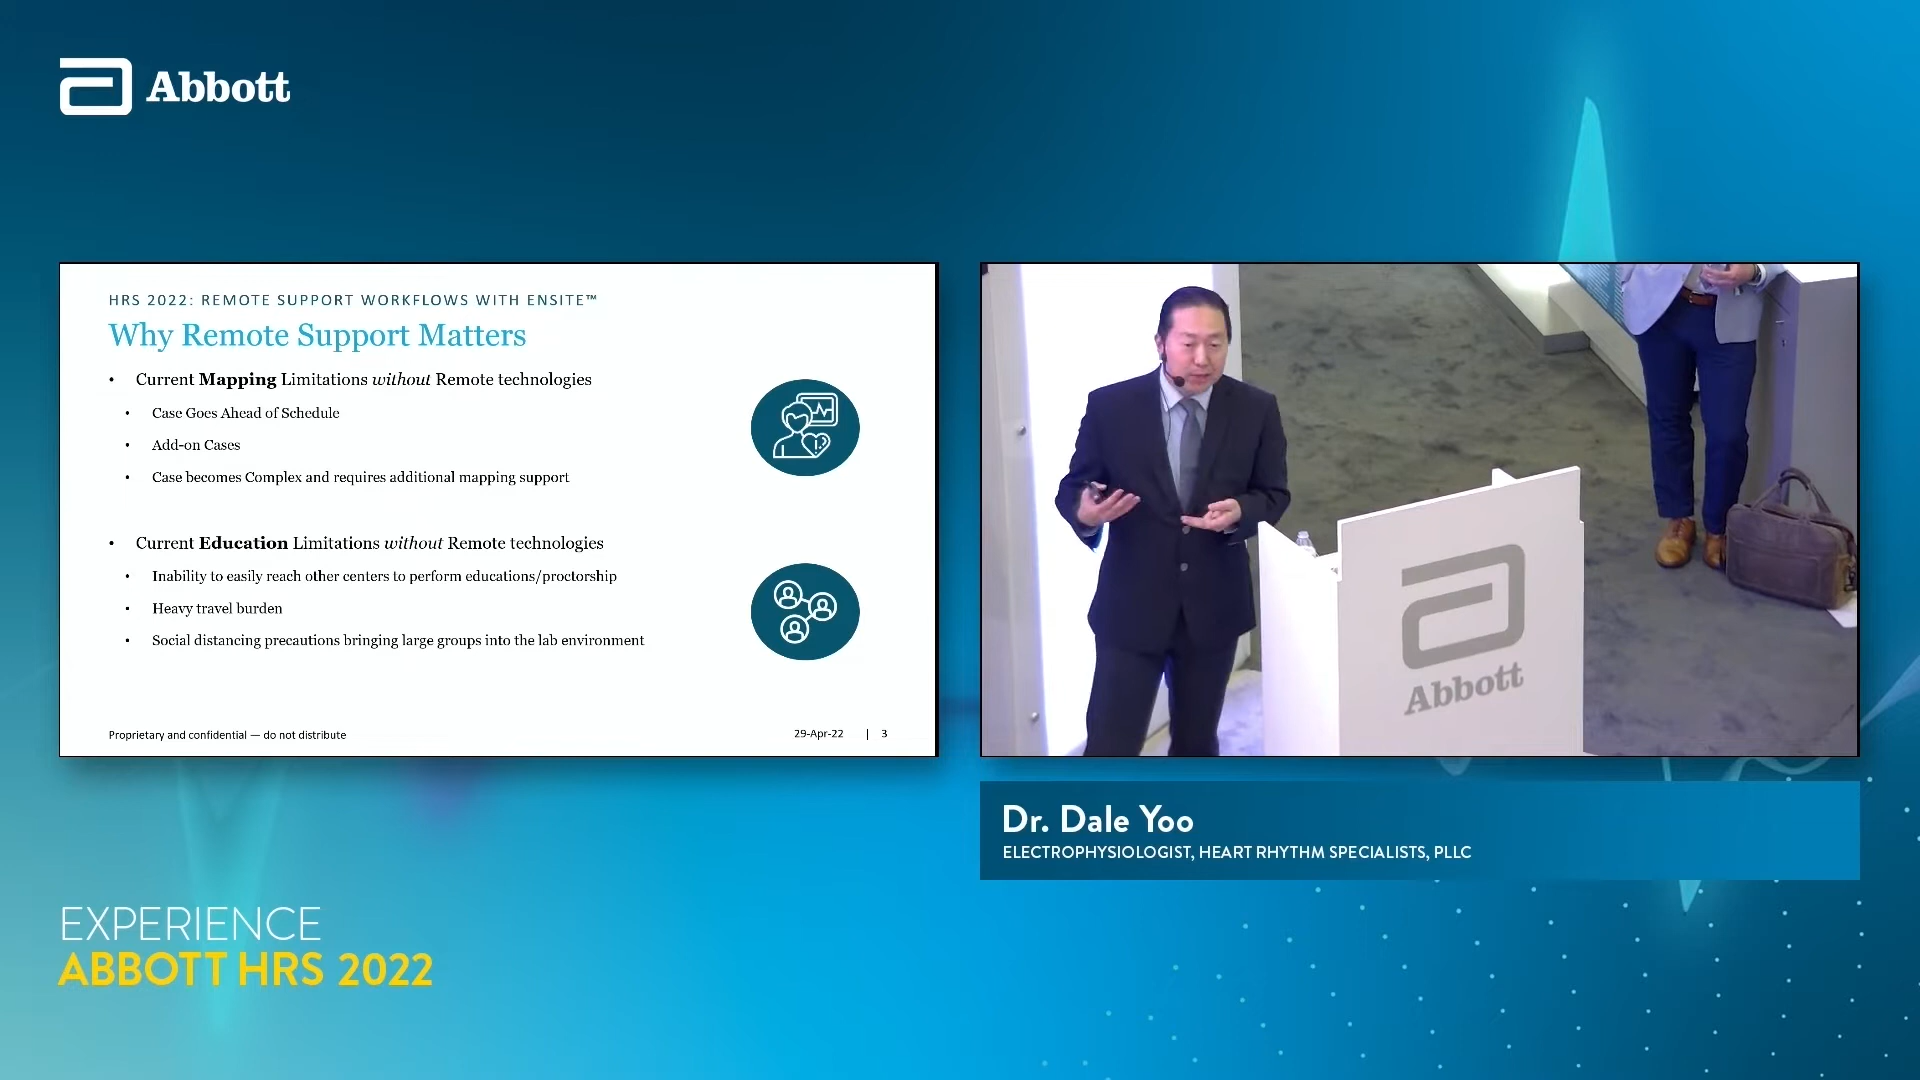 Abbott
HRS 2022: REMOTE SUPPORT WORKFLOWS WITH ENSITE™
Why Remote Support Matters
• Current Mapping Limitations without Remote technologies
• Case Goes Ahead of Schedule
• Add-on Cases
• Case becomes Complex and requires additional mapping support
• Current Education Limitations without Remote technologies
• Inability to easily reach other centers to perform educations/proctorship
• Heavy travel burden
• Social distancing precautions bringing large groups into the lab environment
Proprietary and confidential — do not distribute
29-Apr-22 | 3
Abbott
Dr. Dale Yoo
ELECTROPHYSIOLOGIST, HEART RHYTHM SPECIALISTS, PLLC
EXPERIENCE
ABBOTT HRS 2022